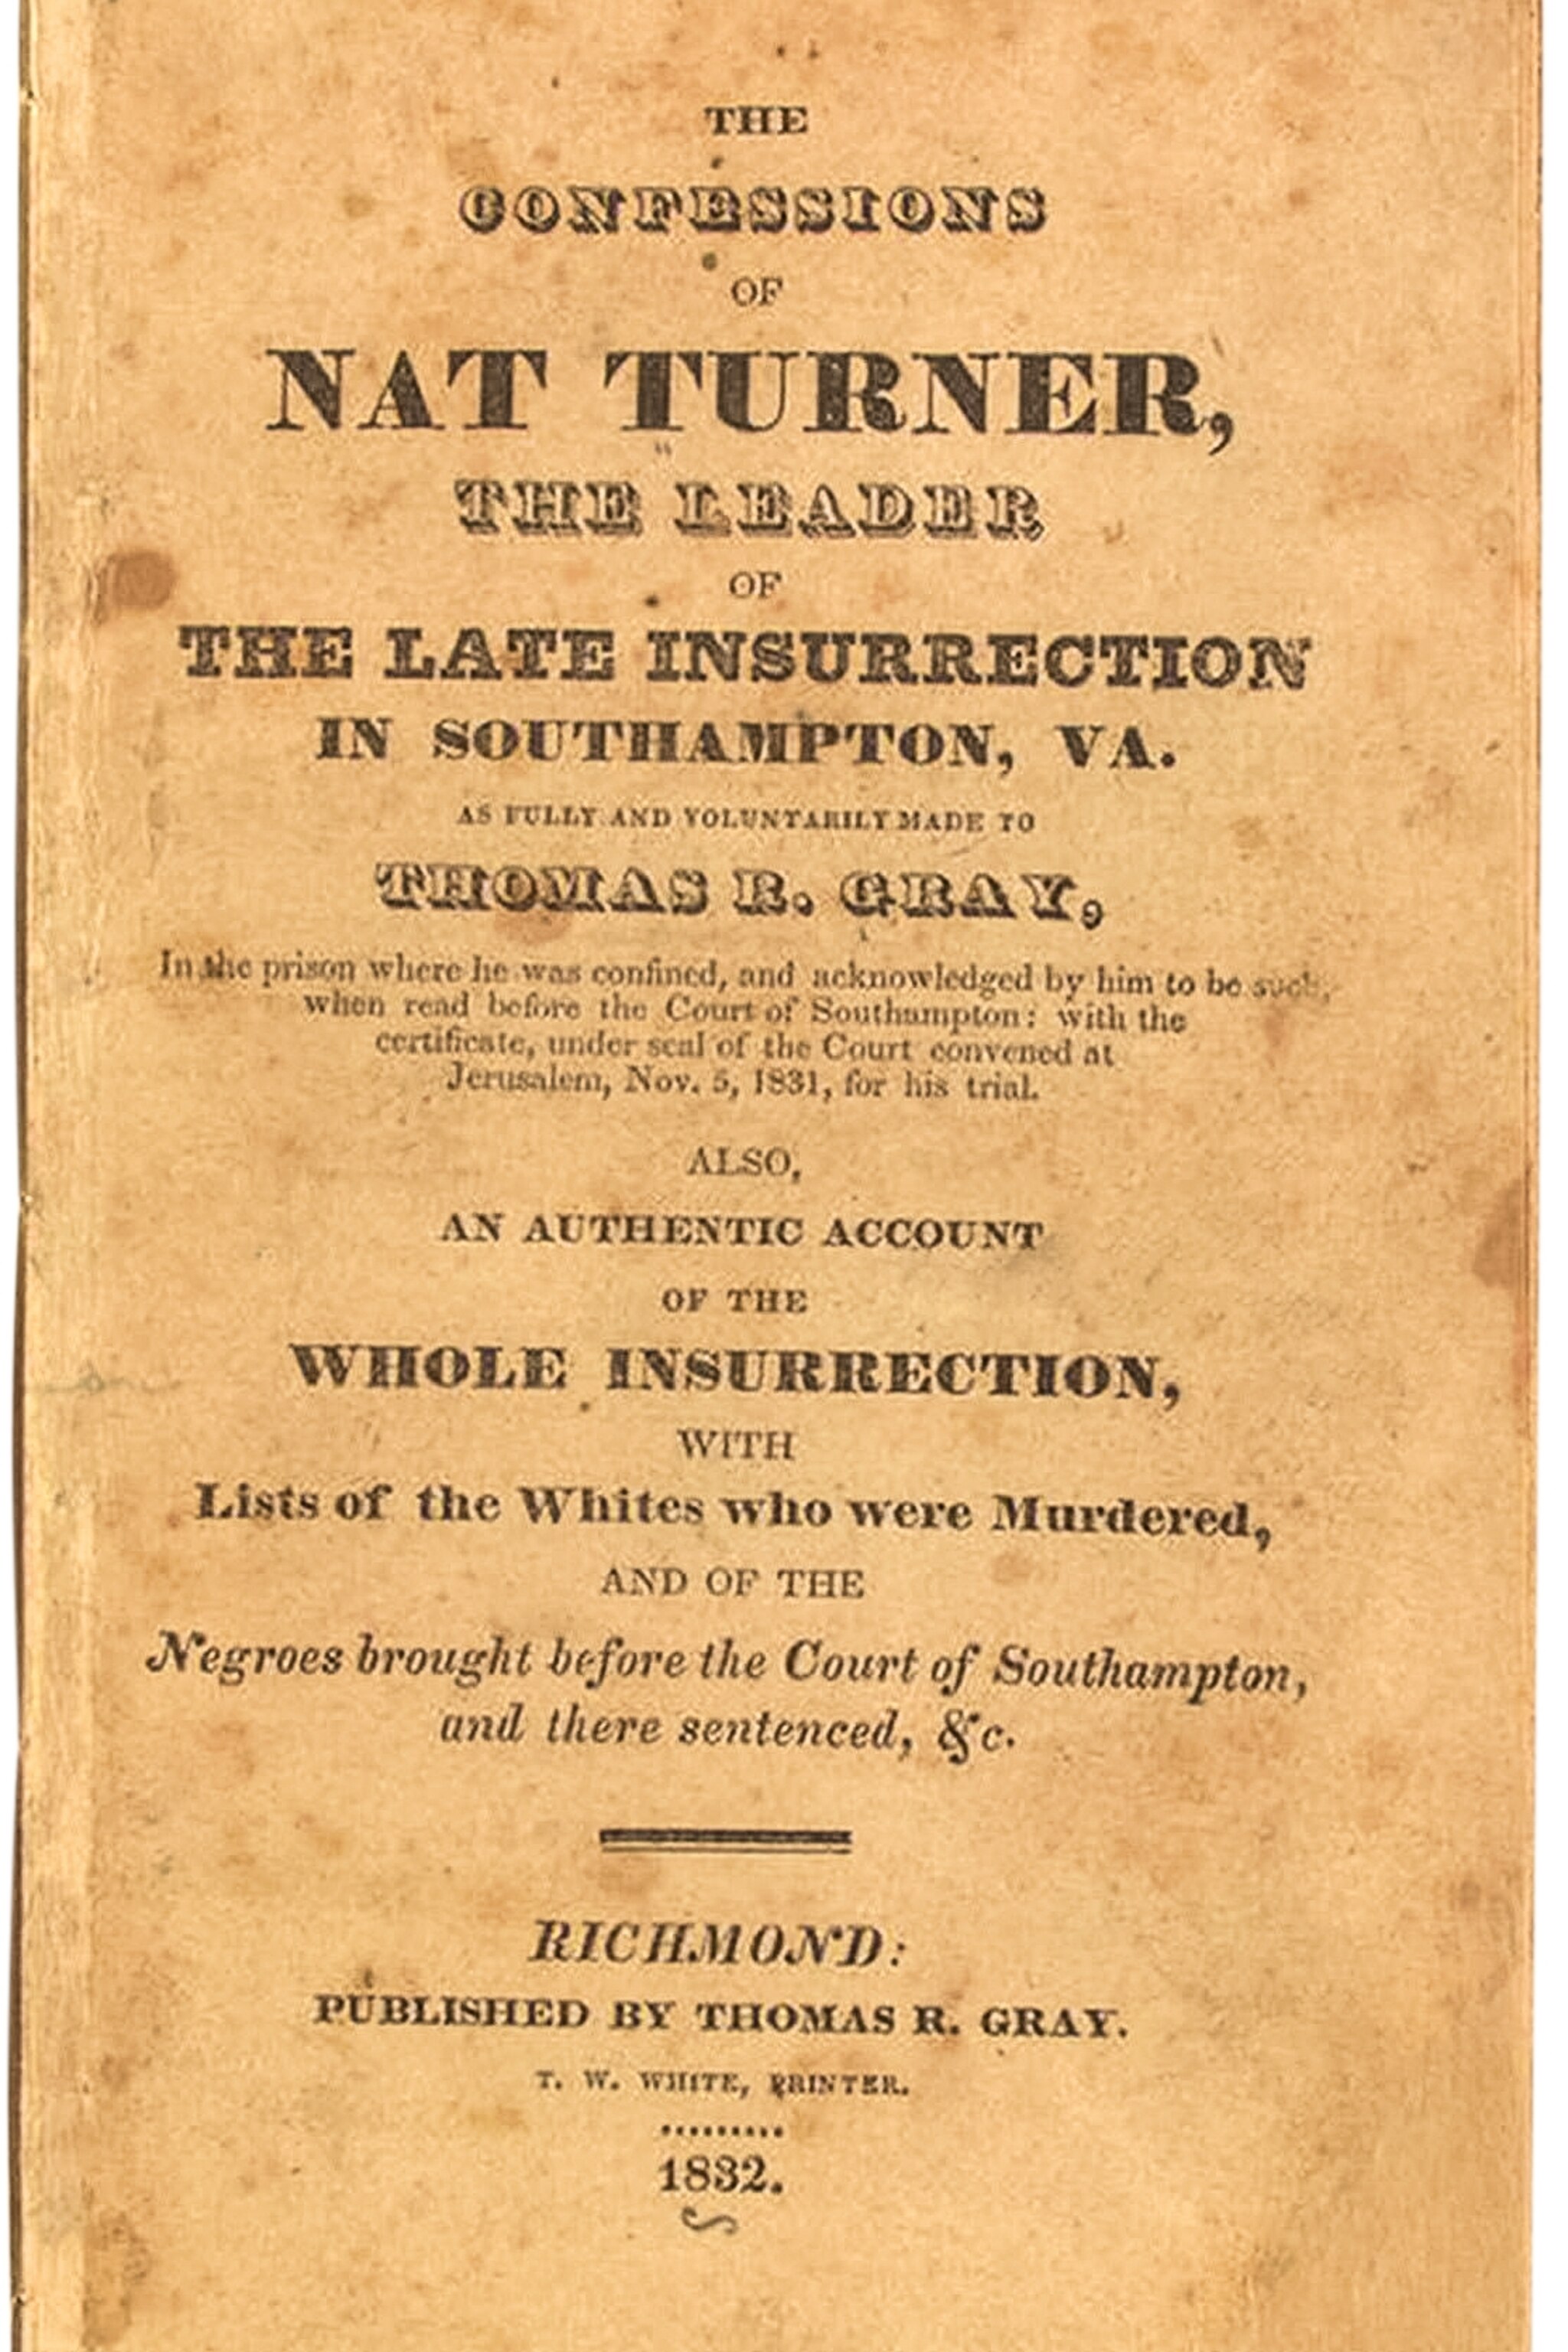 THE
CONFESSIONS
OF
NAT TURNER,
THE LEADER
OF
THE LATE INSURRECTION
IN SOUTHAMPTON, VA.
AS FULLY AND VOLUNTARILY MADE TO
THOMAS R. GRAY,
In the prison where he was confined, and acknowledged by him to be such,
when read before the Court of Southampton: with the
certificate, under seal of the Court convened at
Jerusalem, Nov. 5, 1831, for his trial.
ALSO,
AN AUTHENTIC ACCOUNT
OF THE
WHOLE INSURRECTION,
WITH
Lists of the Whites who were Murdered,
AND OF THE
Negroes brought before the Court of Southampton,
and there sentenced, &c.
RICHMOND:
PUBLISHED BY THOMAS R. GRAY.
T. W. WHITE, PRINTER.
1832.